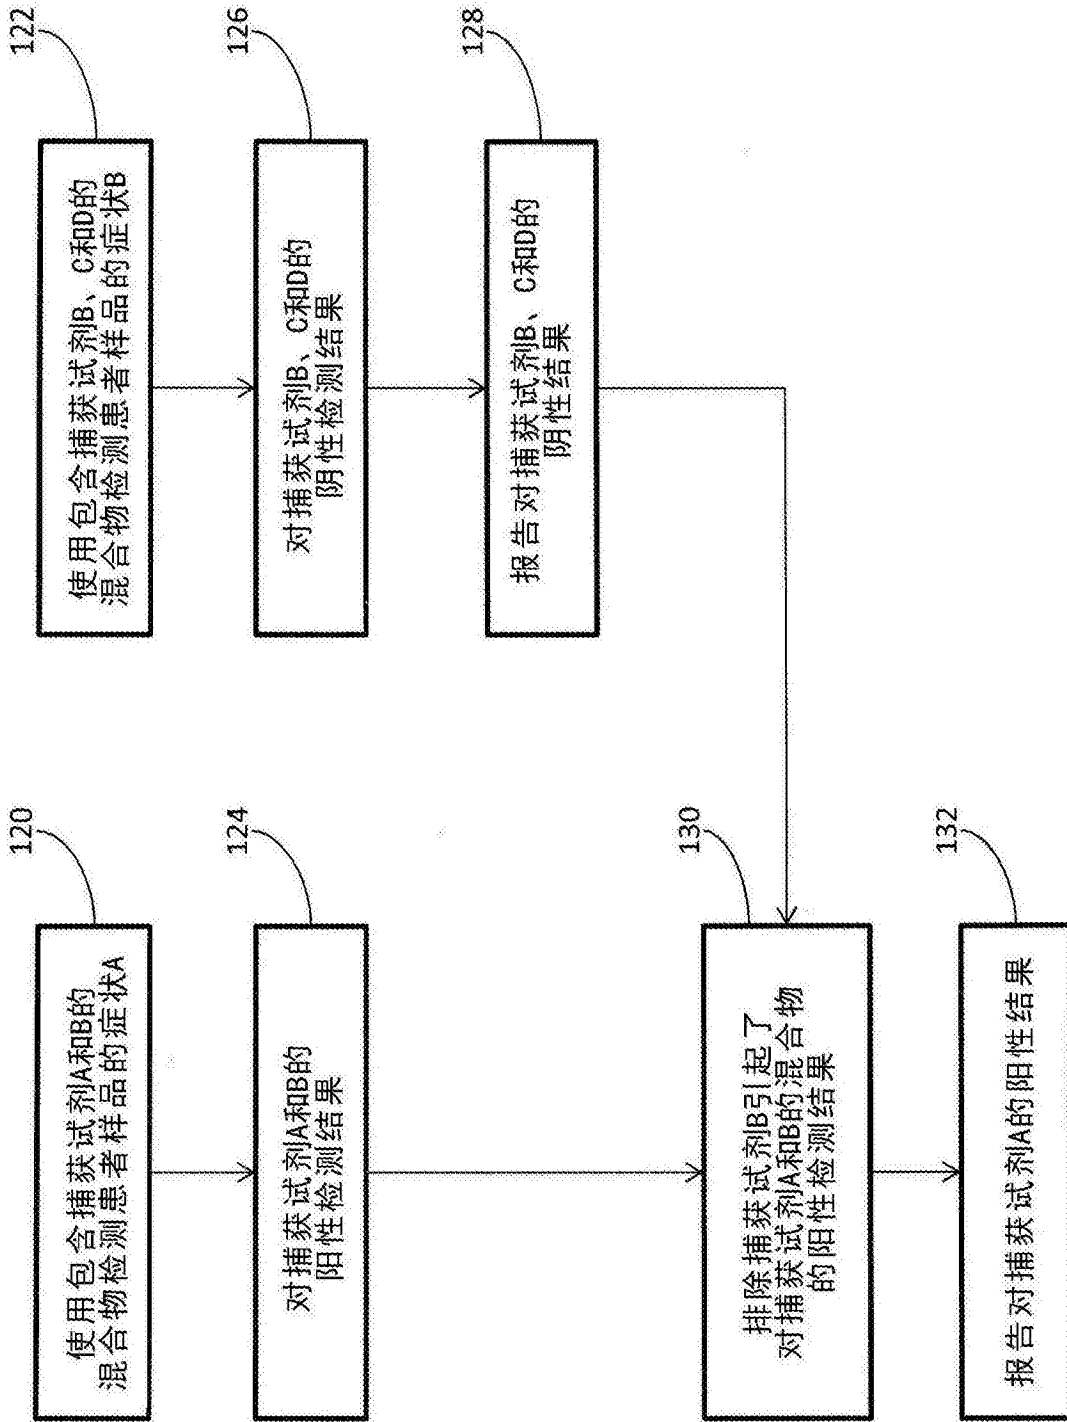 120
使用包含捕获试剂A和B的
混合物检测患者样品的症状A
124
对捕获试剂A和B的
阳性检测结果
130
排除捕获试剂B引起了
对捕获试剂A和B的混合物
的阳性检测结果
132
报告对捕获试剂A的阳性结果
122
使用包含捕获试剂B、C和D的
混合物检测患者样品的症状B
126
对捕获试剂B、C和D的
阴性检测结果
128
报告对捕获试剂B、C和D的
阴性结果